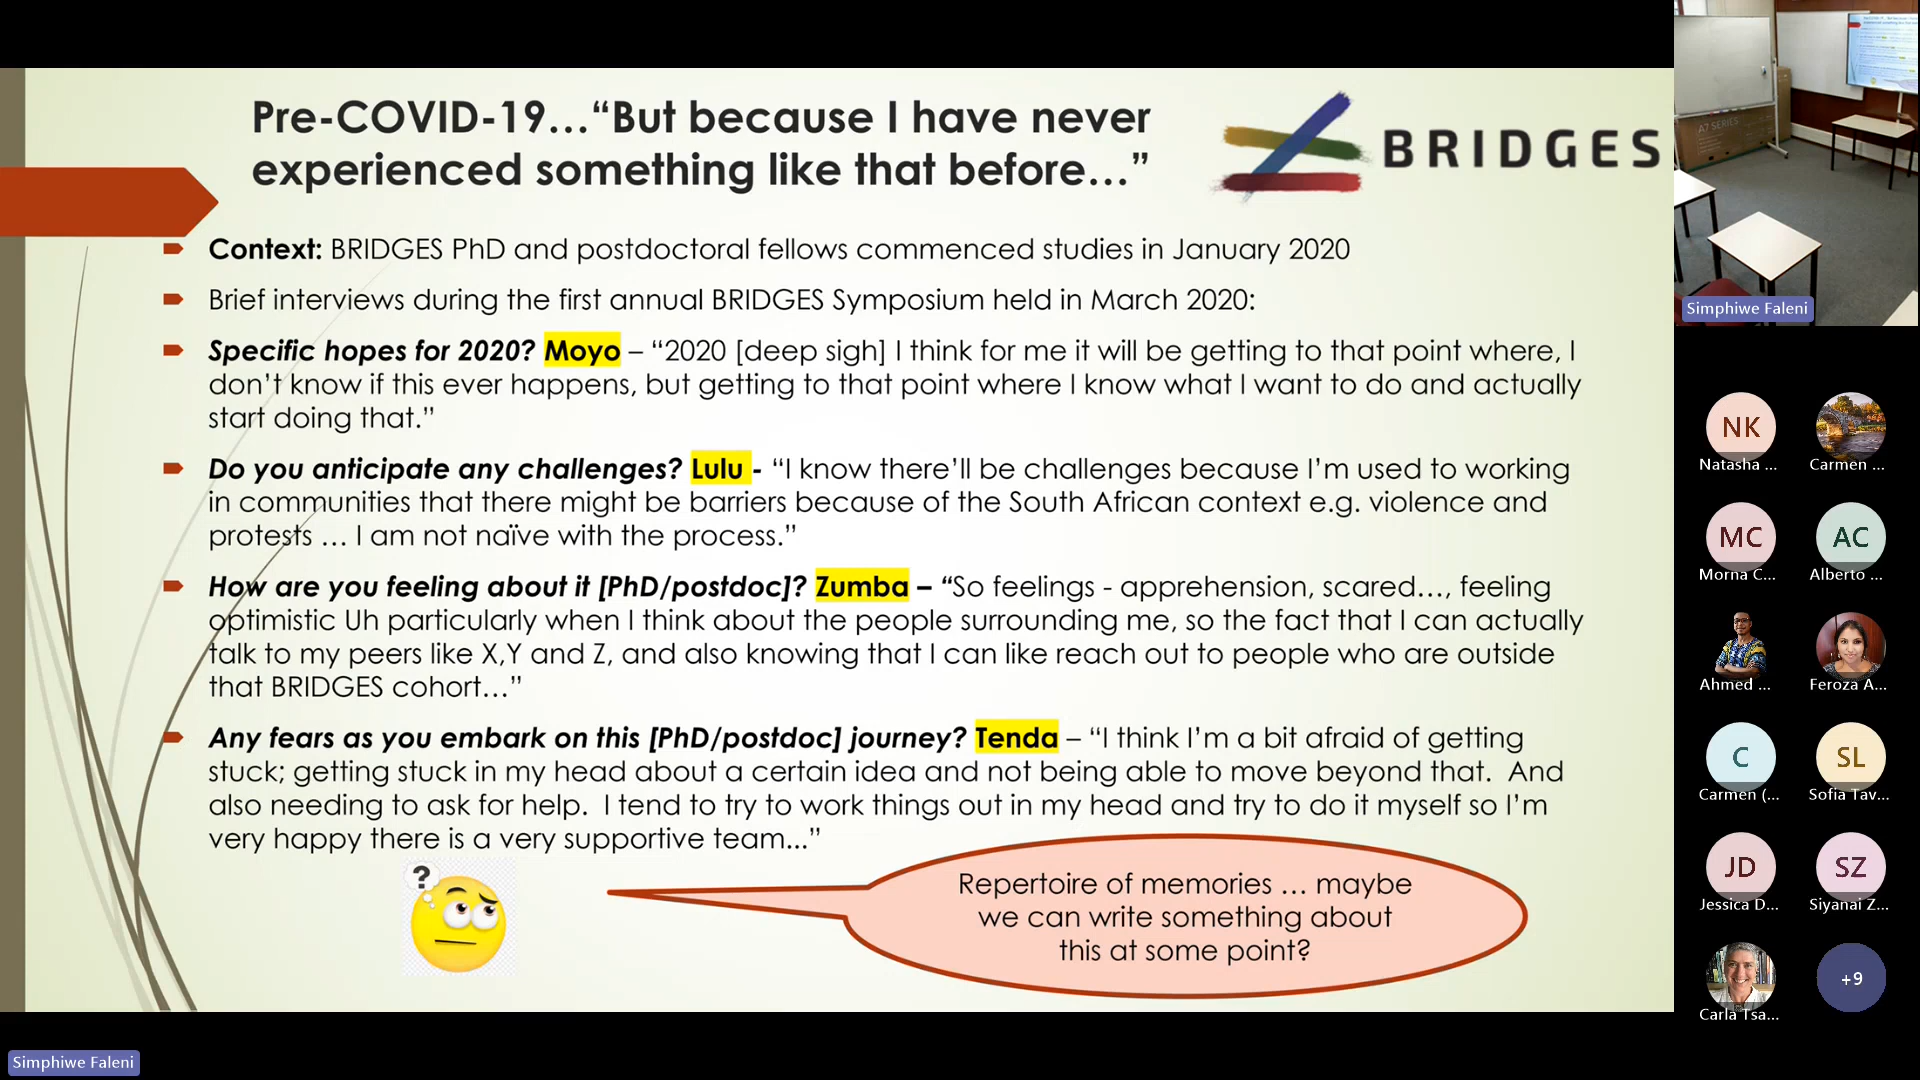 Pre-COVID-19…“But because I have never
experienced something like that before…”
BRIDGES
Context: BRIDGES PhD and postdoctoral fellows commenced studies in January 2020
Brief interviews during the first annual BRIDGES Symposium held in March 2020:
Specific hopes for 2020? Moyo – “2020 [deep sigh] I think for me it will be getting to that point where, I
don’t know if this ever happens, but getting to that point where I know what I want to do and actually
start doing that.”
Do you anticipate any challenges? Lulu - “I know there’ll be challenges because I’m used to working
in communities that there might be barriers because of the South African context e.g. violence and
protests … I am not naïve with the process.”
How are you feeling about it [PhD/postdoc]? Zumba – “So feelings - apprehension, scared…, feeling
optimistic Uh particularly when I think about the people surrounding me, so the fact that I can actually
talk to my peers like X,Y and Z, and also knowing that I can like reach out to people who are outside
that BRIDGES cohort…”
Any fears as you embark on this [PhD/postdoc] journey? Tenda – “I think I’m a bit afraid of getting
stuck; getting stuck in my head about a certain idea and not being able to move beyond that. And
also needing to ask for help. I tend to try to work things out in my head and try to do it myself so I’m
very happy there is a very supportive team...”
?
Repertoire of memories … maybe
we can write something about
this at some point?
Simphiwe Faleni
A7 SERIES
Simphiwe Faleni
NK
Natasha ...
Carmen ...
MC
Morna C...
AC
Alberto ...
Ahmed ...
Feroza A...
C
Carmen (...
SL
Sofia Tav...
JD
Jessica D...
SZ
Siyanai Z...
Carla Tsa...
+9